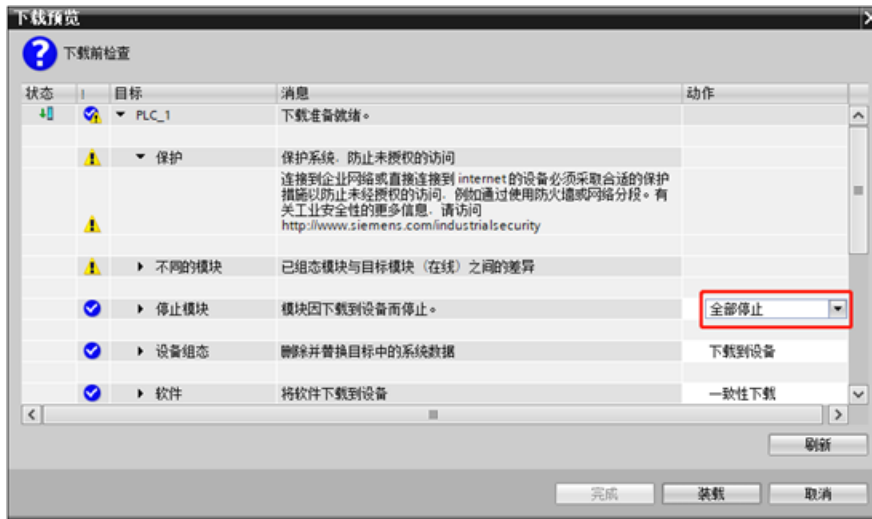 下载预览
下载前检查
状态 ! 目标 消息 动作
PLC_1 下载准备就绪。
保护 保护系统，防止未授权的访问
连接到企业网络或直接连接到 internet 的设备必须采取合适的保护
措施以防止未经授权的访问，例如通过使用防火墙或网络分段。有
关工业安全性的更多信息，请访问
http://www.siemens.com/industrialsecurity
不同的模块 已组态模块与目标模块（在线）之间的差异
停止模块 模块因下载到设备而停止。 全部停止
设备组态 删除并替换目标中的系统数据 下载到设备
软件 将软件下载到设备 一致性下载
刷新
完成 装载 取消